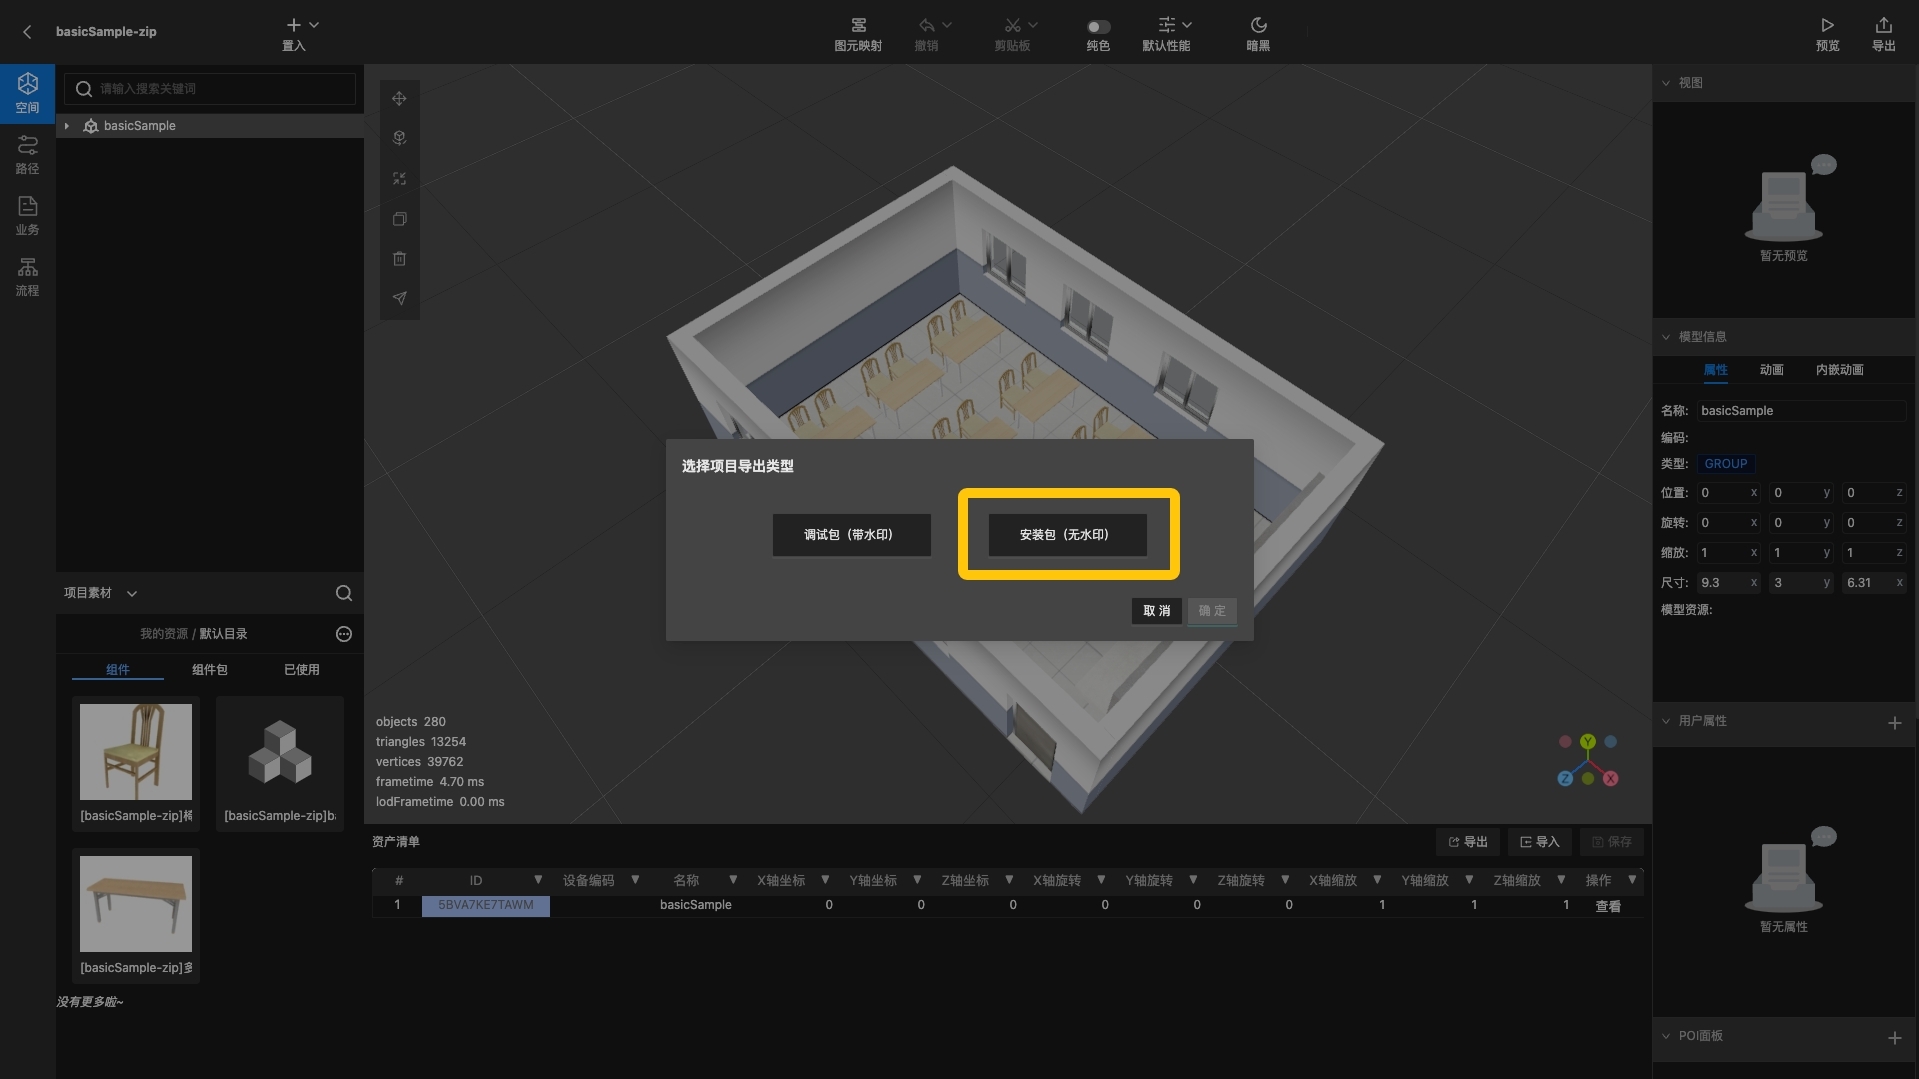 basicSample-zip
置入
图元映射
撤销
剪贴板
纯色
默认性能
暗黑
预览
导出
空间
路径
业务
流程
请输入搜索关键词
basicSample
项目素材
我的资源 / 默认目录
组件
组件包
已使用
[basicSample-zip]椅
[basicSample-zip]b
[basicSample-zip]多
没有更多啦~
objects 280
triangles 13254
vertices 39762
frametime 4.70 ms
lodFrametime 0.00 ms
Y
Z
X
选择项目导出类型
调试包（带水印）
安装包（无水印）
取 消
确 定
资产清单
导出
导入
保存
# ID 设备编码 名称 X轴坐标 Y轴坐标 Z轴坐标 X轴旋转 Y轴旋转 Z轴旋转 X轴缩放 Y轴缩放 Z轴缩放 操作
1 5BVA7KE7TAWM basicSample 0 0 0 0 0 0 1 1 1 查看
视图
暂无预览
模型信息
属性
动画
内嵌动画
名称: basicSample
编码:
类型: GROUP
位置: 0 x 0 y 0 z
旋转: 0 x 0 y 0 z
缩放: 1 x 1 y 1 z
尺寸: 9.3 x 3 y 6.31 x
模型资源:
用户属性
暂无属性
POI面板